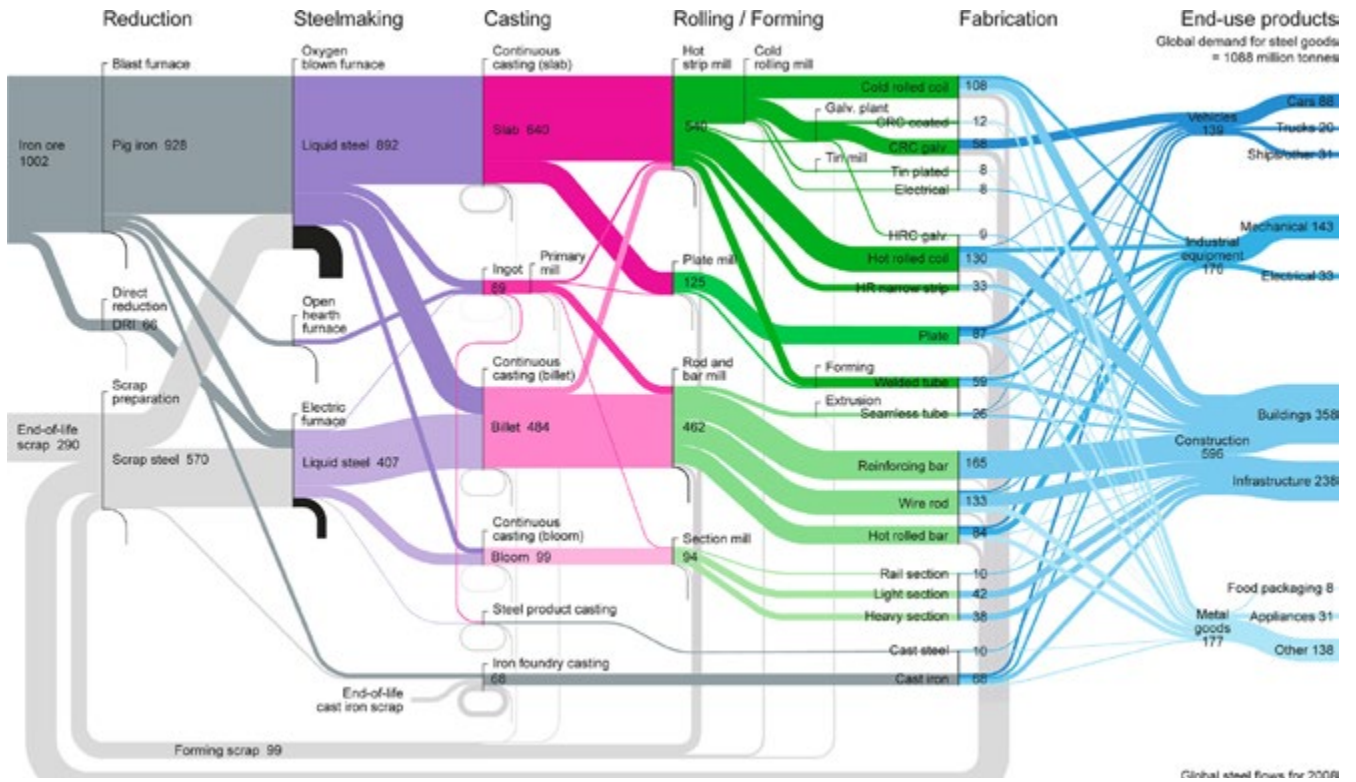 Reduction
Steelmaking
Casting
Rolling / Forming
Fabrication
End-use products
Global demand for steel goods
= 1088 million tonnes
Blast furnace
Oxygen
blown furnace
Continuous
casting (slab)
Hot
strip mill
Cold
rolling mill
Iron ore
1002
Pig iron 928
Liquid steel 892
Slab 640
540
Galv. plant
Tin mill
Cold rolled coil
108
CRC coated
12
CRC galv.
58
Tin plated
8
Electrical
8
HRC galv.
9
Hot rolled coil
130
HR narrow strip
33
Vehicles
139
Cars 88
Trucks 20
Ships/other 31
Mechanical 143
Industrial
equipment
176
Electrical 33
Direct
reduction
DRI 66
Open
hearth
furnace
Ingot
89
Primary
mill
Plate mill
125
Plate
87
Scrap
preparation
Electric
furnace
Continuous
casting (billet)
Rod and
bar mill
Forming
Welded tube
59
Extrusion
Seamless tube
26
End-of-life
scrap 290
Scrap steel 570
Liquid steel 407
Billet 484
462
Reinforcing bar
165
Wire rod
133
Hot rolled bar
84
Construction
596
Buildings 358
Infrastructure 238
Continuous
casting (bloom)
Bloom 99
Section mill
94
Rail section
10
Light section
42
Heavy section
38
Steel product casting
Cast steel
10
Iron foundry casting
68
Cast iron
68
End-of-life
cast iron scrap
Metal
goods
177
Food packaging 8
Appliances 31
Other 138
Forming scrap 99
Global steel flows for 2008